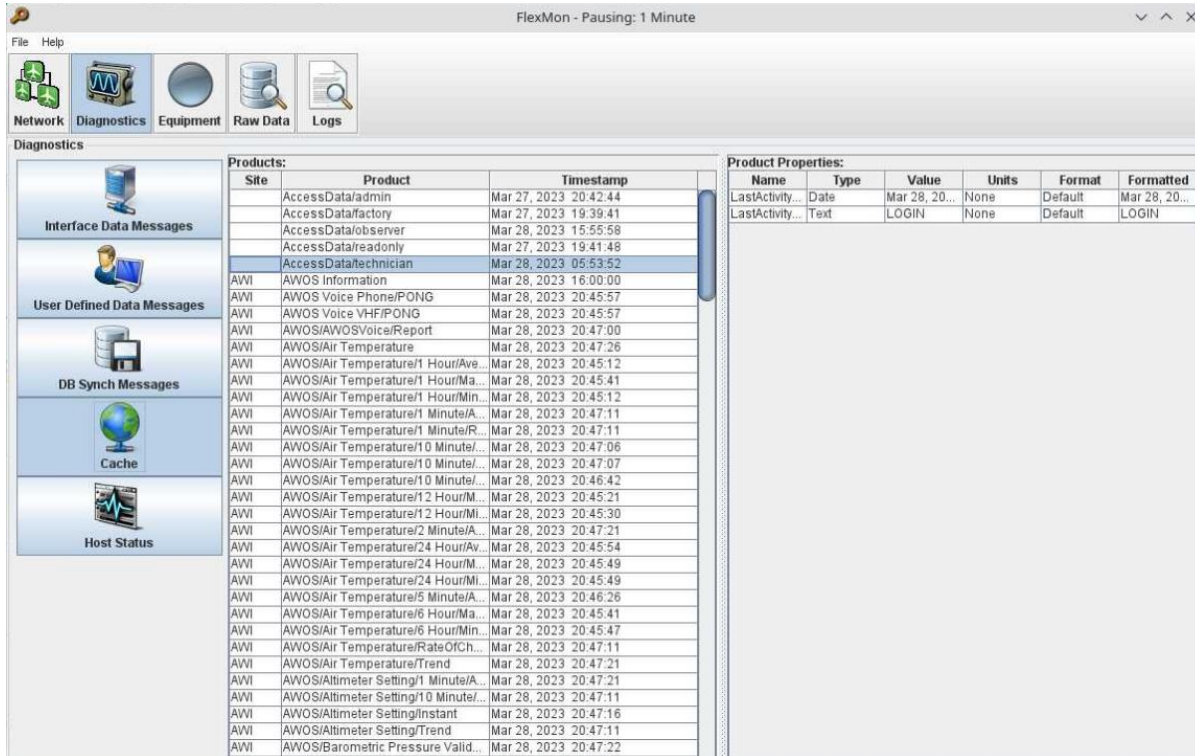 FlexMon - Pausing: 1 Minute
File Help
Network Diagnostics Equipment Raw Data Logs
Diagnostics
Interface Data Messages
User Defined Data Messages
DB Synch Messages
Cache
Host Status
Products:
Site Product Timestamp
AccessData/admin Mar 27, 2023 20:42:44
AccessData/factory Mar 27, 2023 19:39:41
AccessData/observer Mar 28, 2023 15:55:58
AccessData/readonly Mar 27, 2023 19:41:48
AccessData/technician Mar 28, 2023 05:53:52
AWI AWOS Information Mar 28, 2023 16:00:00
AWI AWOS Voice Phone/PONG Mar 28, 2023 20:45:57
AWI AWOS Voice VHF/PONG Mar 28, 2023 20:45:57
AWI AWOS/AWOSVoice/Report Mar 28, 2023 20:47:00
AWI AWOS/Air Temperature Mar 28, 2023 20:47:26
AWI AWOS/Air Temperature/1 Hour/Ave... Mar 28, 2023 20:45:12
AWI AWOS/Air Temperature/1 Hour/Ma... Mar 28, 2023 20:45:41
AWI AWOS/Air Temperature/1 Hour/Min... Mar 28, 2023 20:45:12
AWI AWOS/Air Temperature/1 Minute/A... Mar 28, 2023 20:47:11
AWI AWOS/Air Temperature/1 Minute/R... Mar 28, 2023 20:47:11
AWI AWOS/Air Temperature/10 Minute/... Mar 28, 2023 20:47:06
AWI AWOS/Air Temperature/10 Minute/... Mar 28, 2023 20:47:07
AWI AWOS/Air Temperature/10 Minute/... Mar 28, 2023 20:46:42
AWI AWOS/Air Temperature/12 Hour/M... Mar 28, 2023 20:45:21
AWI AWOS/Air Temperature/12 Hour/Mi... Mar 28, 2023 20:45:30
AWI AWOS/Air Temperature/2 Minute/A... Mar 28, 2023 20:47:21
AWI AWOS/Air Temperature/24 Hour/Av... Mar 28, 2023 20:45:54
AWI AWOS/Air Temperature/24 Hour/M... Mar 28, 2023 20:45:49
AWI AWOS/Air Temperature/24 Hour/Mi... Mar 28, 2023 20:45:49
AWI AWOS/Air Temperature/5 Minute/A... Mar 28, 2023 20:46:26
AWI AWOS/Air Temperature/6 Hour/Ma... Mar 28, 2023 20:45:41
AWI AWOS/Air Temperature/6 Hour/Min... Mar 28, 2023 20:45:47
AWI AWOS/Air Temperature/RateOfCh... Mar 28, 2023 20:47:11
AWI AWOS/Air Temperature/Trend Mar 28, 2023 20:47:21
AWI AWOS/Altimeter Setting/1 Minute/A... Mar 28, 2023 20:47:21
AWI AWOS/Altimeter Setting/10 Minute/... Mar 28, 2023 20:47:11
AWI AWOS/Altimeter Setting/Instant Mar 28, 2023 20:47:16
AWI AWOS/Altimeter Setting/Trend Mar 28, 2023 20:47:11
AWI AWOS/Barometric Pressure Valid... Mar 28, 2023 20:47:22
Product Properties:
Name Type Value Units Format Formatted
LastActivity... Date Mar 28, 20... None Default Mar 28, 20...
LastActivity... Text LOGIN None Default LOGIN